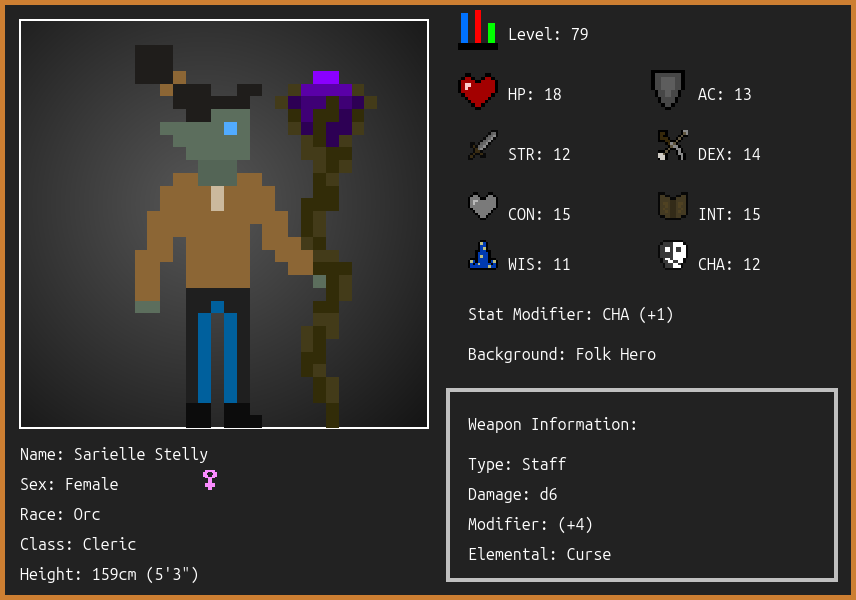 Level: 79
HP: 18
AC: 13
STR: 12
DEX: 14
CON: 15
INT: 15
WIS: 11
CHA: 12
Stat Modifier: CHA (+1)
Background: Folk Hero
Weapon Information:
Type: Staff
Damage: d6
Modifier: (+4)
Elemental: Curse
Name: Sarielle Stelly
Sex: Female
Race: Orc
Class: Cleric
Height: 159cm (5'3")